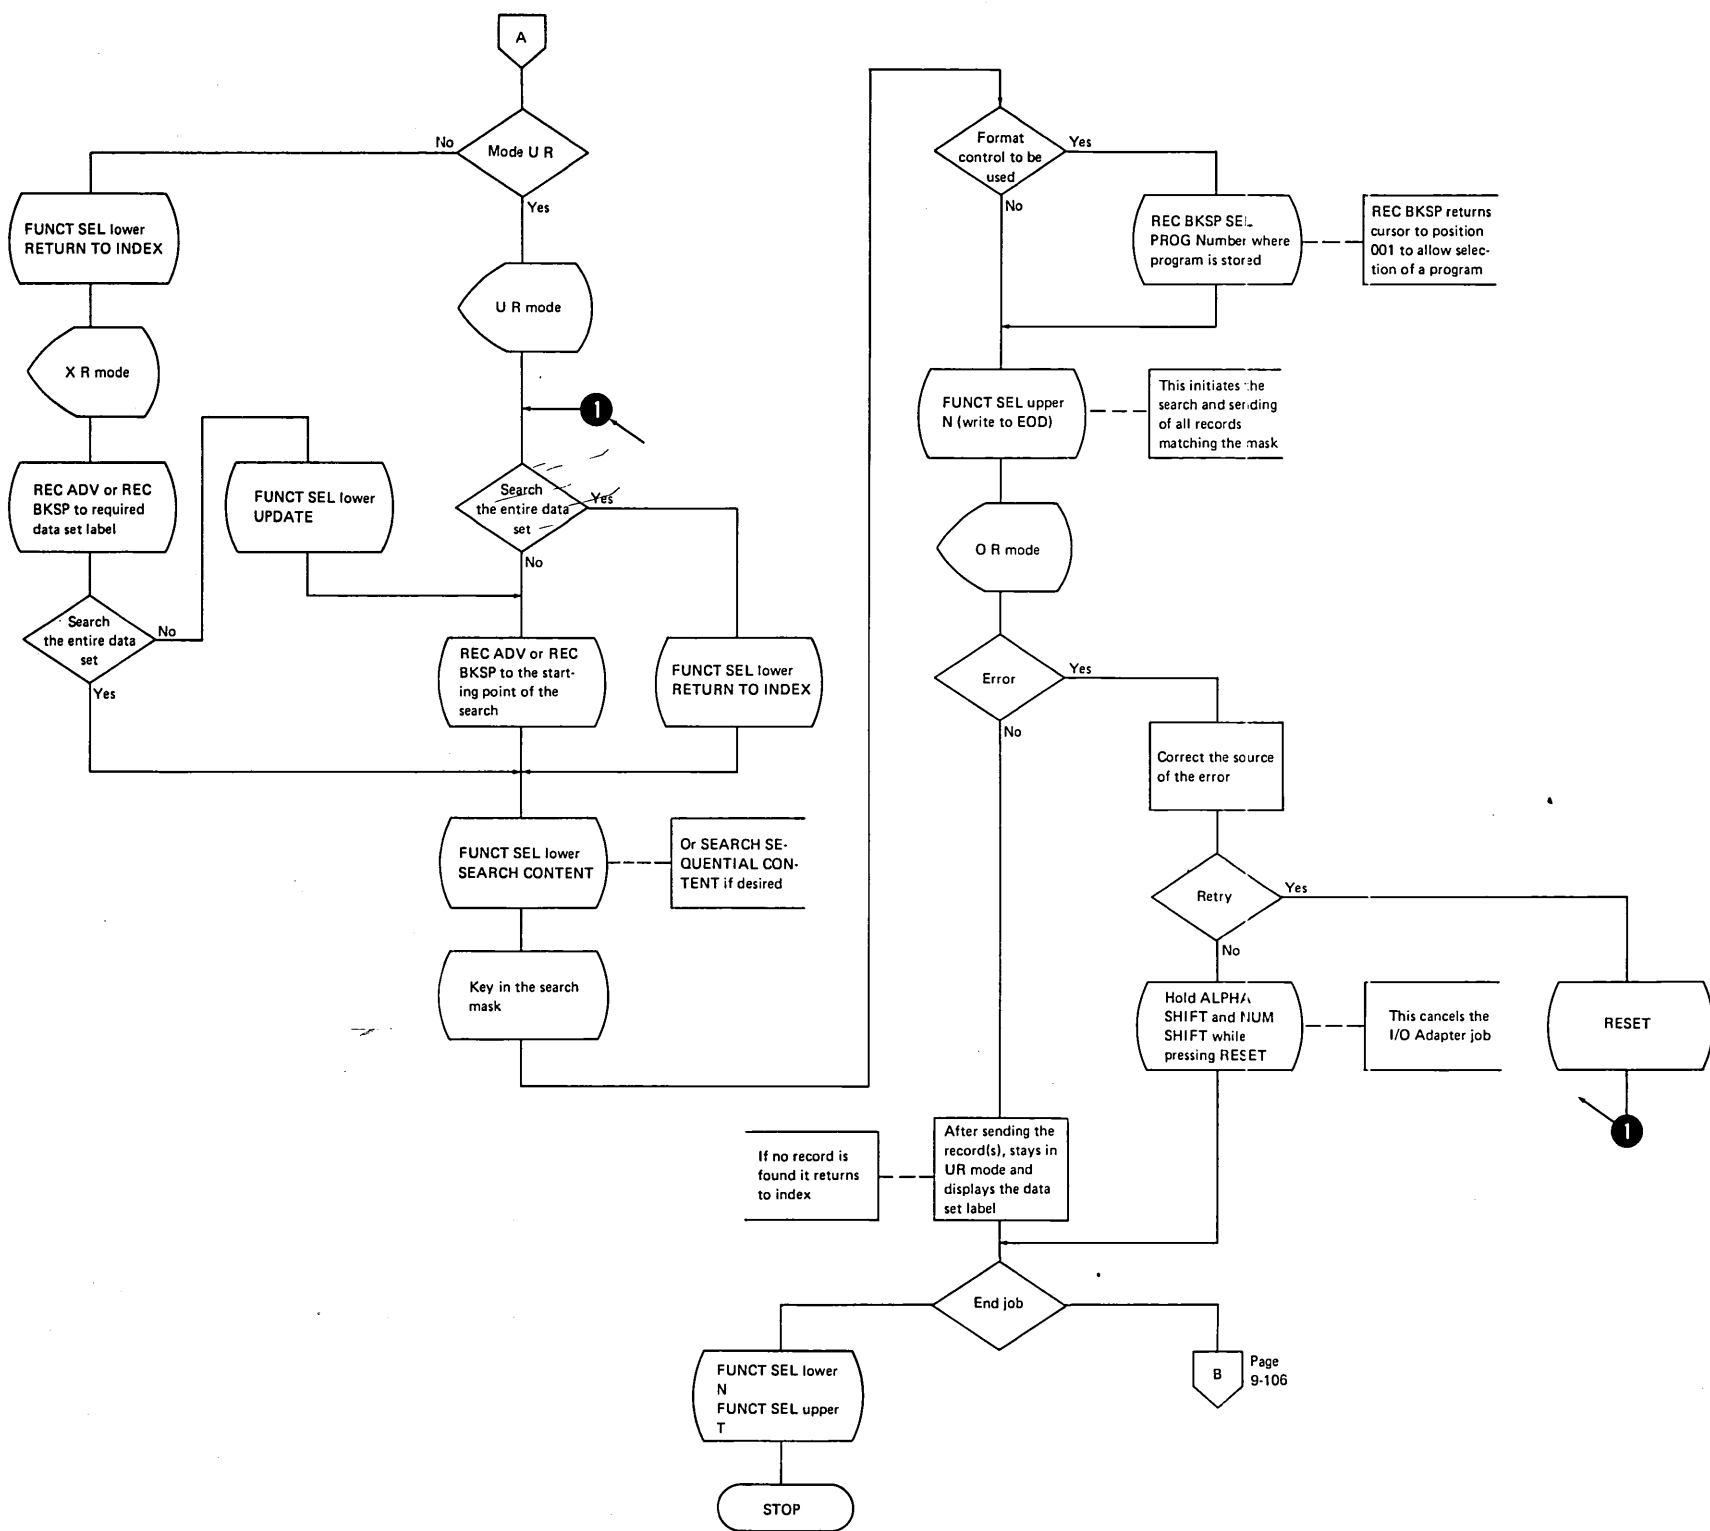 A
Mode U R
No
Yes
FUNCT SEL lower
RETURN TO INDEX
X R mode
REC ADV or REC
BKSP to required
data set label
Search
the entire data
set
No
Yes
FUNCT SEL lower
UPDATE
U R mode
1
Search
the entire data
set
Yes
No
REC ADV or REC
BKSP to the start-
ing point of the
search
FUNCT SEL lower
RETURN TO INDEX
FUNCT SEL lower
SEARCH CONTENT
Or SEARCH SE-
QUENTIAL CON-
TENT if desired
Key in the search
mask
Format
control to be
used
Yes
No
REC BKSP SEL
PROG Number where
program is stored
REC BKSP returns
cursor to position
001 to allow selec-
tion of a program
FUNCT SEL upper
N (write to EOD)
This initiates the
search and sending
of all records
matching the mask
O R mode
Error
Yes
No
Correct the source
of the error
Retry
Yes
No
Hold ALPHA
SHIFT and NUM
SHIFT while
pressing RESET
This cancels the
I/O Adapter job
RESET
1
If no record is
found it returns
to index
After sending the
record(s), stays in
UR mode and
displays the data
set label
End job
FUNCT SEL lower
N
FUNCT SEL upper
T
STOP
B
Page
9-106